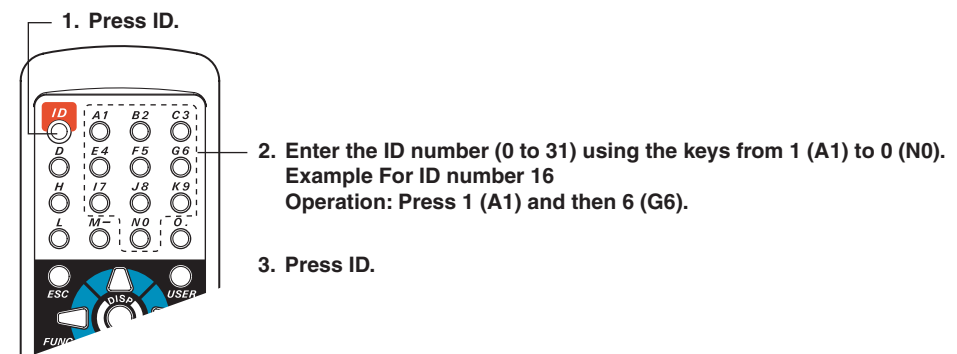 1. Press ID.
ID A1 B2 C3
D E4 F5 G6
2. Enter the ID number (0 to 31) using the keys from 1 (A1) to 0 (N0).
Example For ID number 16
H I7 J8 K9
Operation: Press 1 (A1) and then 6 (G6).
L M− N0 O.
3. Press ID.
ESC DISP USER
FUNC